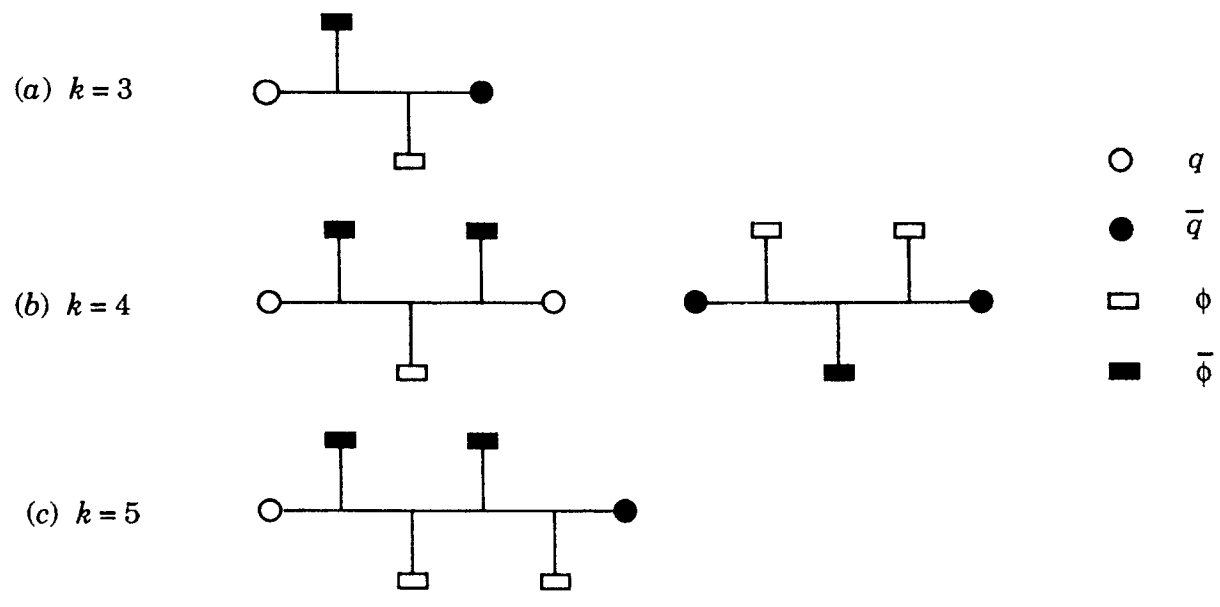 (a) k = 3
(b) k = 4
(c) k = 5
q
q̅
ϕ
ϕ̅